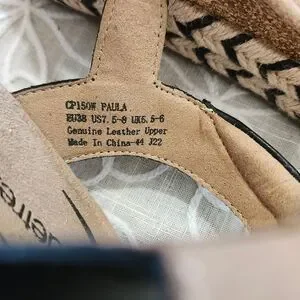 CP150W PAULA
EU38 US7.5-8 UK5.5-6
Genuine Leather Upper
Made In China-44 J22